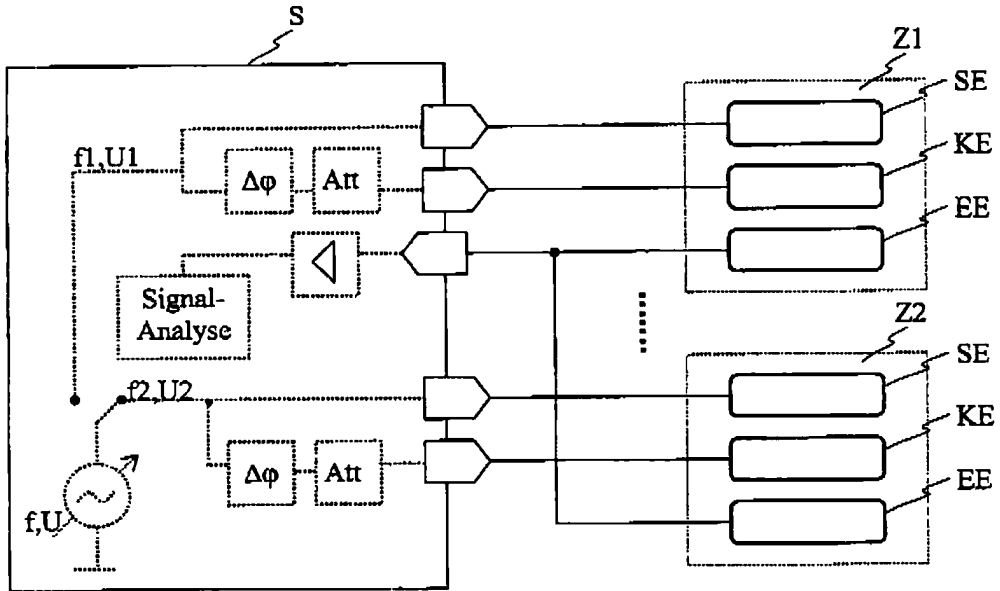 S
Z1
SE
f1,U1
KE
Δφ
Att
EE
Signal-
Analyse
Z2
SE
f2,U2
KE
Δφ
Att
EE
f,U